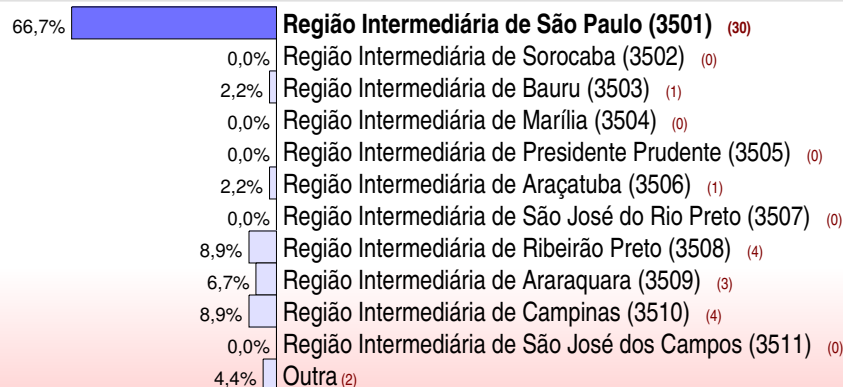 66,7% Região Intermediária de São Paulo (3501) (30)
0,0% Região Intermediária de Sorocaba (3502) (0)
2,2% Região Intermediária de Bauru (3503) (1)
0,0% Região Intermediária de Marília (3504) (0)
0,0% Região Intermediária de Presidente Prudente (3505) (0)
2,2% Região Intermediária de Araçatuba (3506) (1)
0,0% Região Intermediária de São José do Rio Preto (3507) (0)
8,9% Região Intermediária de Ribeirão Preto (3508) (4)
6,7% Região Intermediária de Araraquara (3509) (3)
8,9% Região Intermediária de Campinas (3510) (4)
0,0% Região Intermediária de São José dos Campos (3511) (0)
4,4% Outra (2)